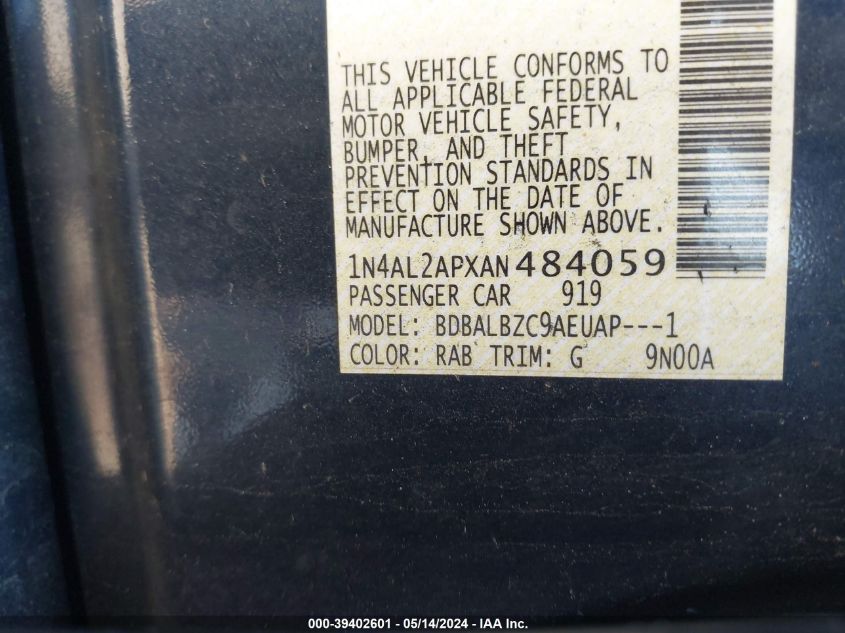 THIS VEHICLE CONFORMS TO
ALL APPLICABLE FEDERAL
MOTOR VEHICLE SAFETY,
BUMPER, AND THEFT
PREVENTION STANDARDS IN
EFFECT ON THE DATE OF
MANUFACTURE SHOWN ABOVE.
1N4AL2APXAN484059
PASSENGER CAR 919
MODEL: BDBALBZC9AEUAP---1
COLOR: RAB TRIM: G 9N00A
000-39402601 / 05/14/2024 - IAA Inc.